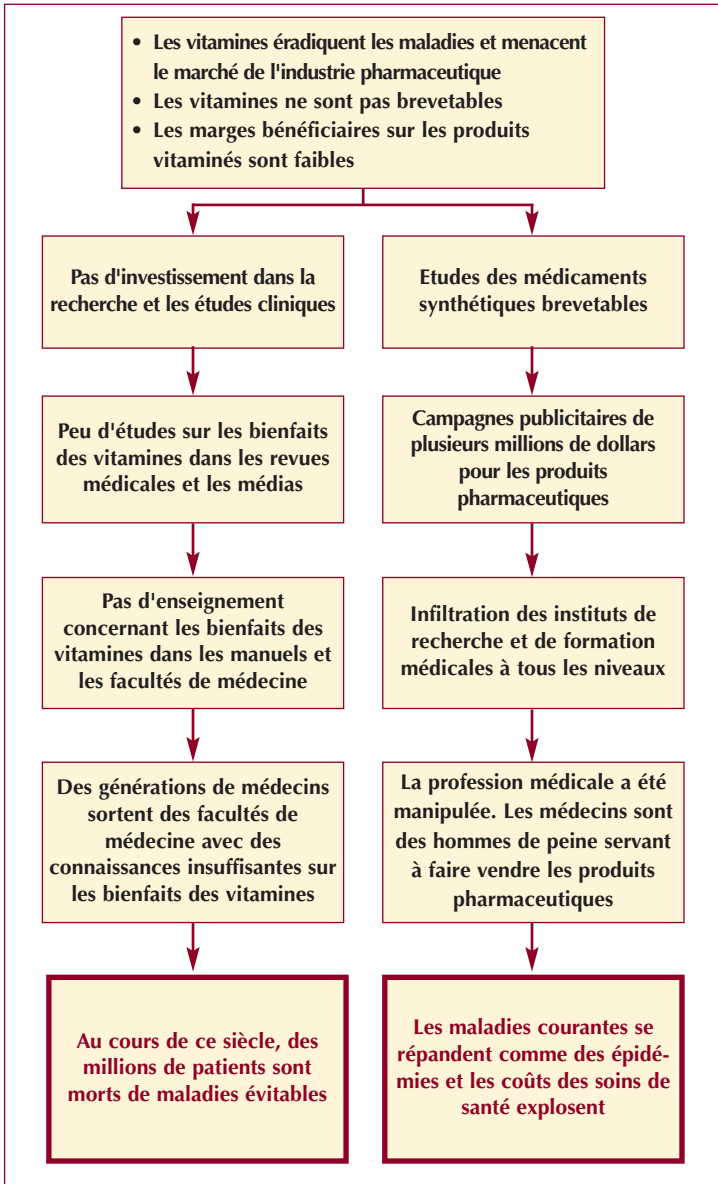 • Les vitamines éradiquent les maladies et menacent
le marché de l'industrie pharmaceutique
• Les vitamines ne sont pas brevetables
• Les marges bénéficiaires sur les produits
vitaminés sont faibles
Pas d'investissement dans la
recherche et les études cliniques
Etudes des médicaments
synthétiques brevetables
Peu d'études sur les bienfaits
des vitamines dans les revues
médicales et les médias
Campagnes publicitaires de
plusieurs millions de dollars
pour les produits
pharmaceutiques
Pas d'enseignement
concernant les bienfaits des
vitamines dans les manuels et
les facultés de médecine
Infiltration des instituts de
recherche et de formation
médicales à tous les niveaux
Des générations de médecins
sortent des facultés de
médecine avec des
connaissances insuffisantes sur
les bienfaits des vitamines
La profession médicale a été
manipulée. Les médecins sont
des hommes de peine servant
à faire vendre les produits
pharmaceutiques
Au cours de ce siècle, des
millions de patients sont
morts de maladies évitables
Les maladies courantes se
répandent comme des épidé-
mies et les coûts des soins de
santé explosent